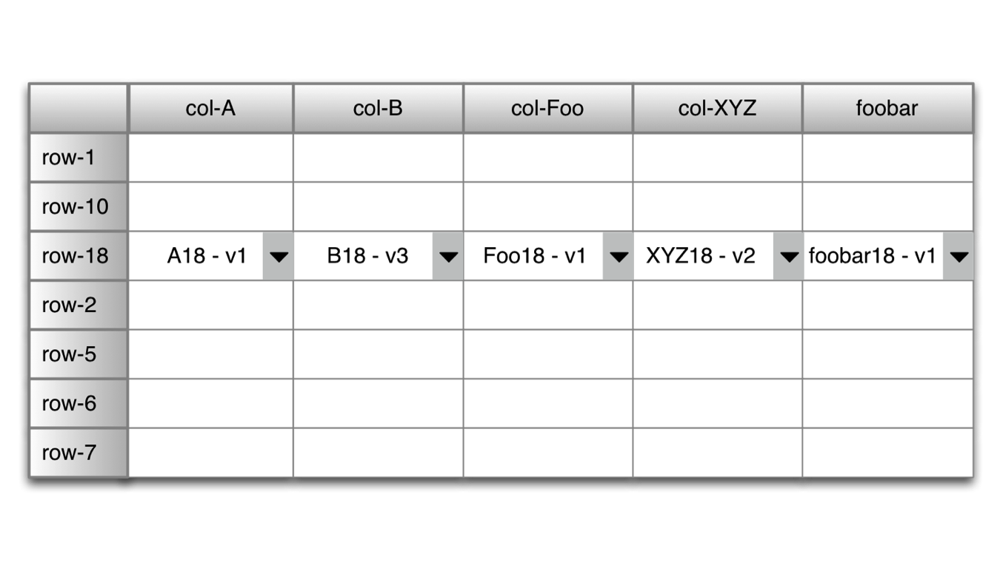 col-A col-B col-Foo col-XYZ foobar
row-1
row-10
row-18 A18 - v1 B18 - v3 Foo18 - v1 XYZ18 - v2 foobar18 - v1
row-2
row-5
row-6
row-7